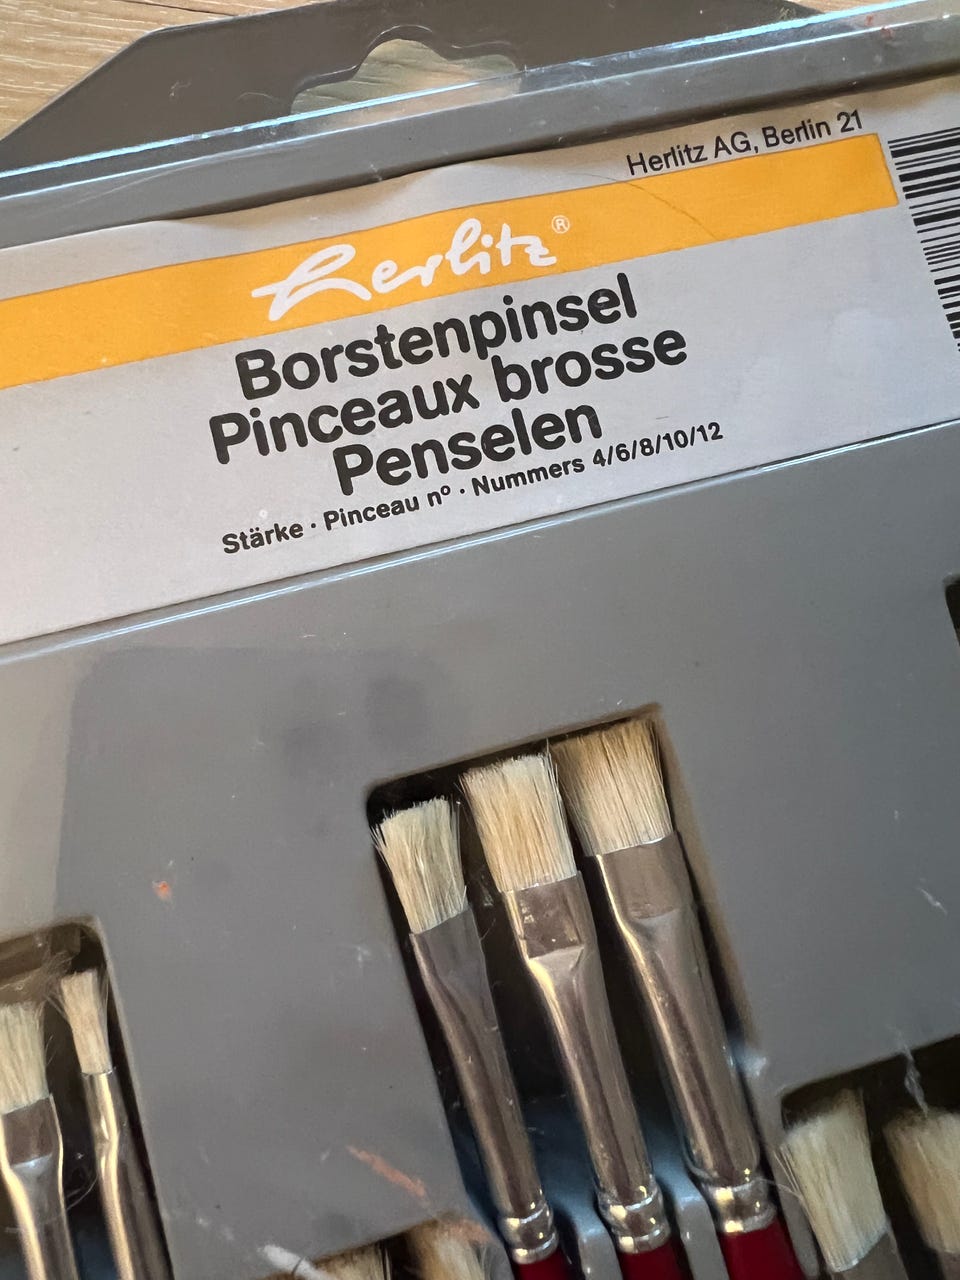 Herlitz AG, Berlin 21
herlitz®
Borstenpinsel
Pinceaux brosse
Penselen
Stärke · Pinceau nº · Nummers 4/6/8/10/12